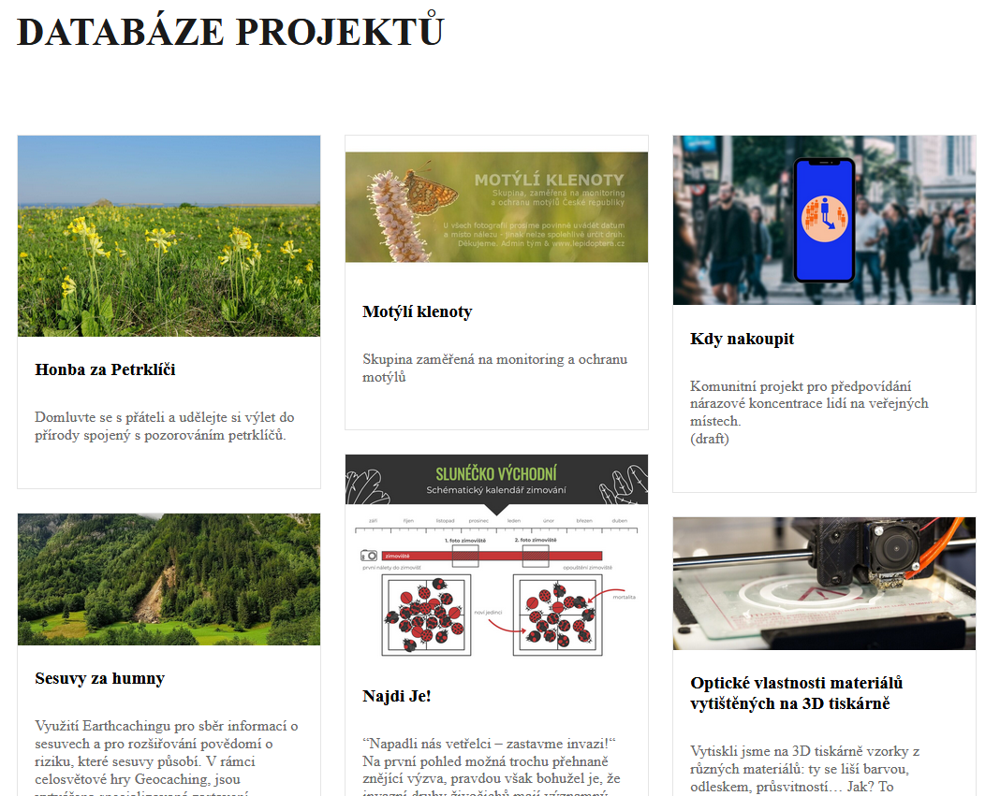 DATABÁZE PROJEKTŮ
Honba za Petrklíči
Domluvte se s přáteli a udělejte si výlet do
přírody spojený s pozorováním petrklíčů.
Sesuvy za humny
Využití Earthcachingu pro sběr informací o
sesuvech a pro rozšiřování povědomí o
riziku, které sesuvy působí. V rámci
celosvětové hry Geocaching, jsou
MOTÝLÍ KLENOTY
Skupina, zaměřená na monitoring
a ochranu motýlů České republiky
U všech fotografií prosíme povinně uvádět datum
a místo nálezu - jinak nelze spolehlivě určit druh.
Děkujeme. Admin tým & www.lepidoptera.cz
Motýlí klenoty
Skupina zaměřená na monitoring a ochranu
motýlů
SLUNÉČKO VÝCHODNÍ
Schématický kalendář zimování
září říjen listopad prosinec leden únor březen duben
1. foto zimoviště 2. foto zimoviště
zimoviště
první nálety do zimovišť opouštění zimoviště
mortalita
noví jedinci
Najdi Je!
“Napadli nás vetřelci – zastavme invazi!“
Na první pohled možná trochu přehnaně
znějící výzva, pravdou však bohužel je, že
invazní druhy živočichů mají významný
Kdy nakoupit
Komunitní projekt pro předpovídání
nárazové koncentrace lidí na veřejných
místech.
(draft)
Optické vlastnosti materiálů
vytištěných na 3D tiskárně
Vytiskli jsme na 3D tiskárně vzorky z
různých materiálů: ty se liší barvou,
odleskem, průsvitností… Jak? To